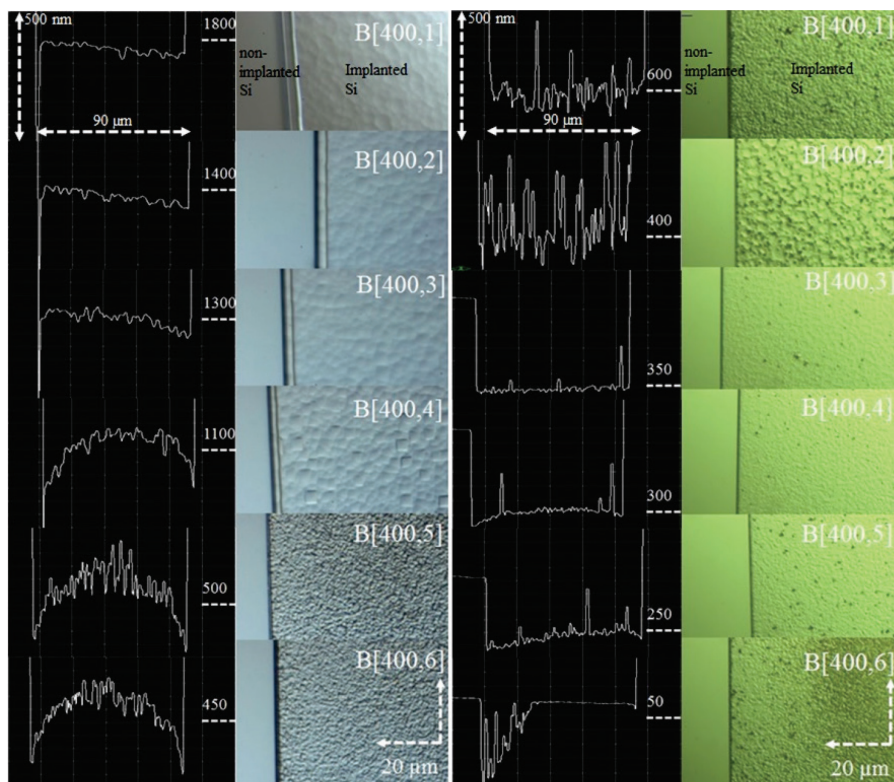 500 nm
1800
B[400,1]
non-
implanted
Si
Implanted
Si
90 µm
1400
B[400,2]
1300
B[400,3]
1100
B[400,4]
500
B[400,5]
450
B[400,6]
20 µm
500 nm
600
B[400,1]
non-
implanted
Si
Implanted
Si
90 µm
400
B[400,2]
350
B[400,3]
300
B[400,4]
250
B[400,5]
50
B[400,6]
20 µm